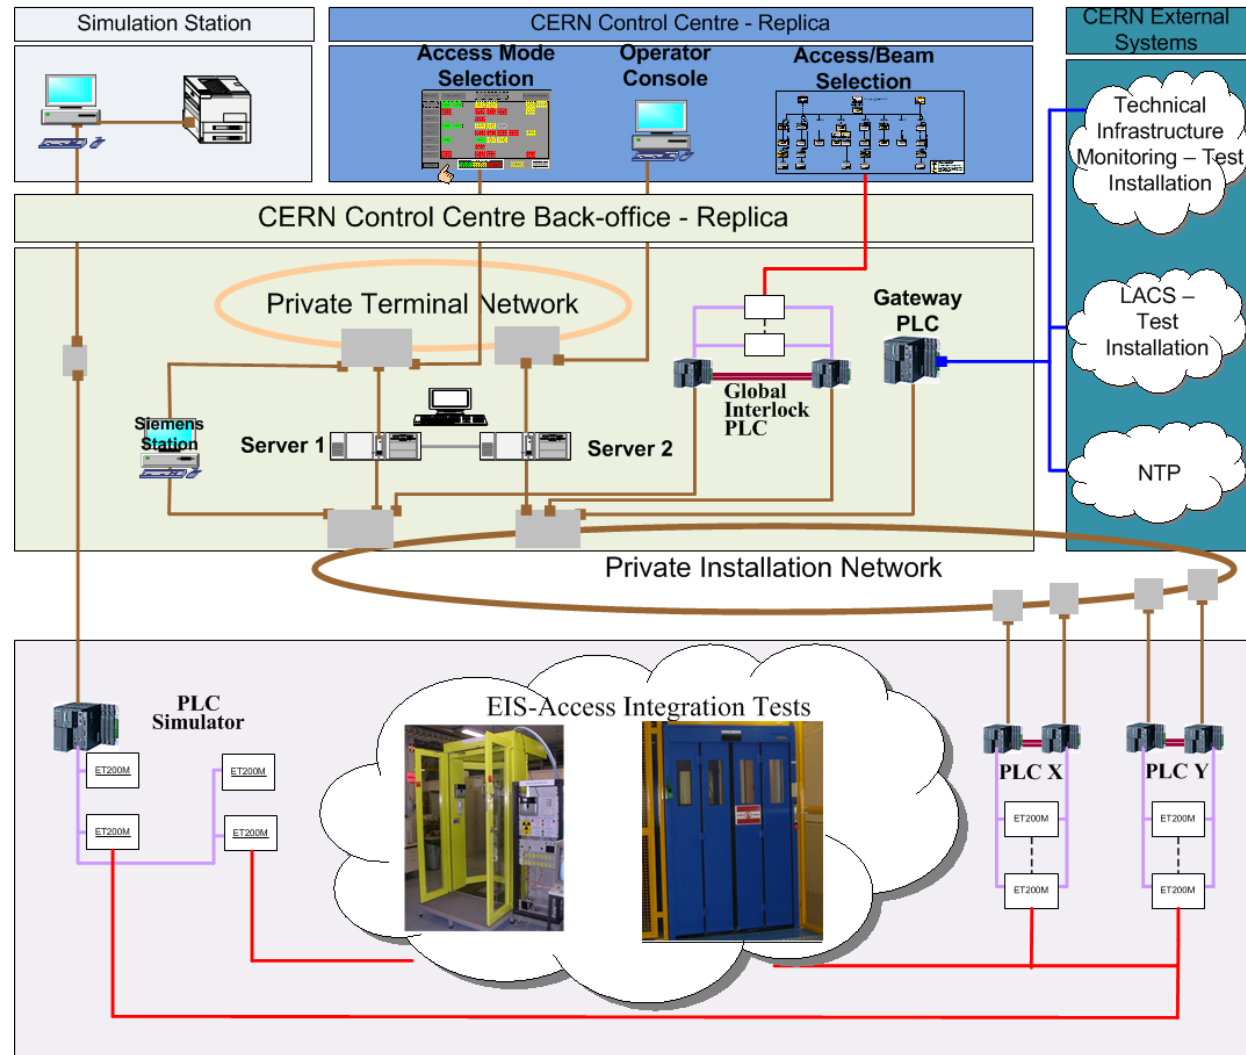 Simulation Station
CERN Control Centre - Replica
CERN External
Systems
Access Mode
Selection
Operator
Console
Access/Beam
Selection
Technical
Infrastructure
Monitoring – Test
Installation
CERN Control Centre Back-office - Replica
Private Terminal Network
Gateway
PLC
LACS –
Test
Installation
Global
Interlock
PLC
Siemens
Station
Server 1
Server 2
NTP
Private Installation Network
PLC
Simulator
EIS-Access Integration Tests
PLC X
PLC Y
ET200M
ET200M
ET200M
ET200M
ET200M
ET200M
ET200M
ET200M